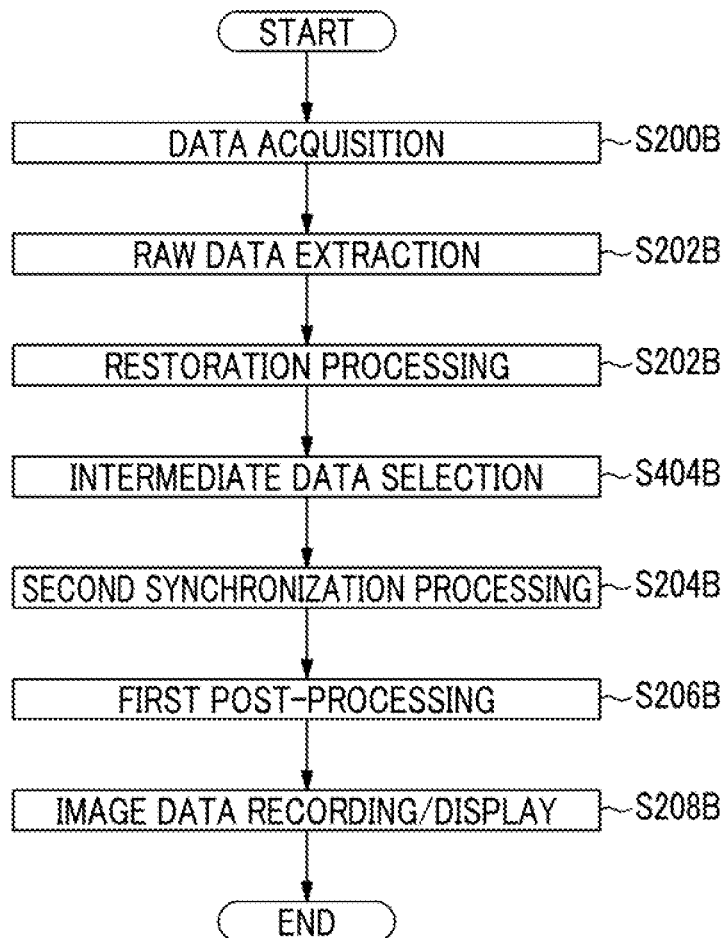 START
DATA ACQUISITION S200B
RAW DATA EXTRACTION S202B
RESTORATION PROCESSING S202B
INTERMEDIATE DATA SELECTION S404B
SECOND SYNCHRONIZATION PROCESSING S204B
FIRST POST-PROCESSING S206B
IMAGE DATA RECORDING/DISPLAY S208B
END